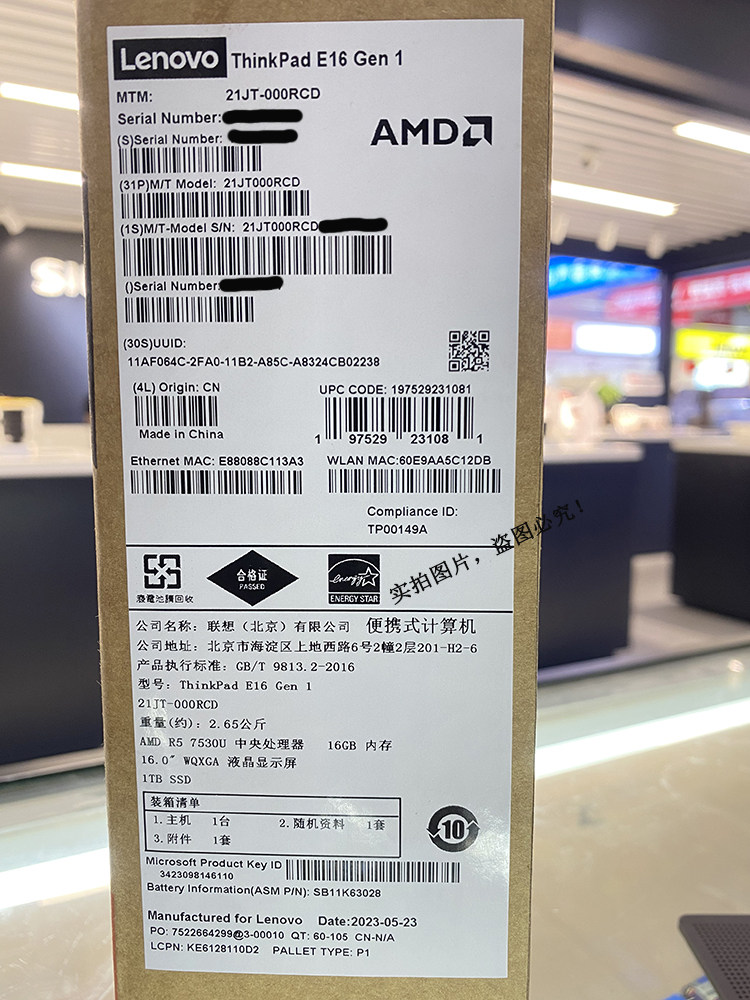 Lenovo ThinkPad E16 Gen 1
MTM: 21JT-000RCD
Serial Number:
(S)Serial Number:
AMD
(31P)M/T Model: 21JT000RCD
(1S)M/T-Model S/N: 21JT000RCD
()Serial Number:
(30S)UUID:
11AF064C-2FA0-11B2-A85C-A8324CB02238
(4L) Origin: CN
UPC CODE: 197529231081
Made in China
1 97529 23108 1
Ethernet MAC: E88088C113A3
WLAN MAC:60E9AA5C12DB
Compliance ID:
TP00149A
廢電池請回收
合格证
PASSED
energy
ENERGY STAR
实拍图片，盗图必究！
公司名称: 联想（北京）有限公司 便携式计算机
公司地址: 北京市海淀区上地西路6号2幢2层201-H2-6
产品执行标准: GB/T 9813.2-2016
型号: ThinkPad E16 Gen 1
21JT-000RCD
重量(约): 2.65公斤
AMD R5 7530U 中央处理器 16GB 内存
16.0" WQXGA 液晶显示屏
1TB SSD
装箱清单
1.主机 1台 2.随机资料 1套
3.附件 1套
10
Microsoft Product Key ID
3423098146110
Battery Information(ASM P/N): SB11K63028
Manufactured for Lenovo Date:2023-05-23
PO: 7522664299@3-00010 QT: 60-105 CN-N/A
LCPN: KE6128110D2 PALLET TYPE: P1
Lenovo